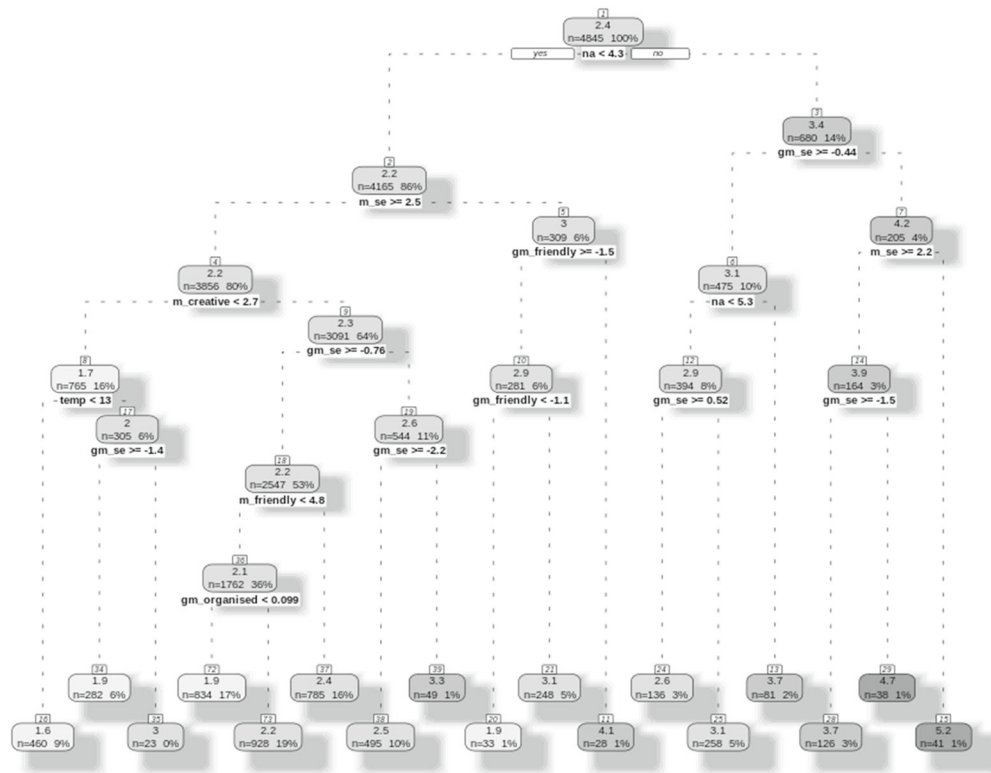 1
2.4
n=4845 100%
yes na < 4.3 no
3
3.4
n=680 14%
gm_se >= -0.44
2
2.2
n=4165 86%
m_se >= 2.5
5
3
n=309 6%
gm_friendly >= -1.5
7
4.2
n=205 4%
m_se >= 2.2
4
2.2
n=3856 80%
m_creative < 2.7
6
3.1
n=475 10%
na < 5.3
9
2.3
n=3091 64%
gm_se >= -0.76
8
1.7
n=765 16%
temp < 13
10
2.9
n=281 6%
gm_friendly < -1.1
12
2.9
n=394 8%
gm_se >= 0.52
14
3.9
n=164 3%
gm_se >= -1.5
17
2
n=305 6%
gm_se >= -1.4
19
2.6
n=544 11%
gm_se >= -2.2
18
2.2
n=2547 53%
m_friendly < 4.8
36
2.1
n=1762 36%
gm_organised < 0.099
34
1.9
n=282 6%
72
1.9
n=834 17%
37
2.4
n=785 16%
39
3.3
n=49 1%
21
3.1
n=248 5%
24
2.6
n=136 3%
13
3.7
n=81 2%
29
4.7
n=38 1%
16
1.6
n=460 9%
35
3
n=23 0%
73
2.2
n=928 19%
38
2.5
n=495 10%
20
1.9
n=33 1%
11
4.1
n=28 1%
25
3.1
n=258 5%
28
3.7
n=126 3%
15
5.2
n=41 1%